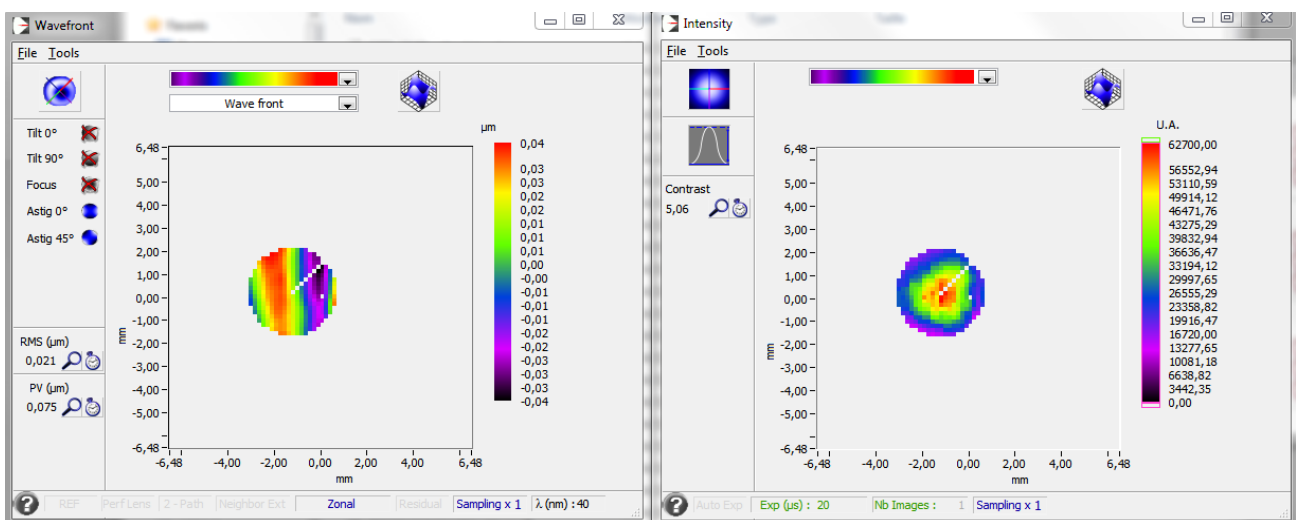 Wavefront
File Tools
Wave front
Tilt 0°
Tilt 90°
Focus
Astig 0°
Astig 45°
RMS (µm)
0,021
PV (µm)
0,075
6,48
5,00
4,00
3,00
2,00
1,00
0,00
-1,00
-2,00
-3,00
-4,00
-5,00
-6,48
mm
-6,48 -4,00 -2,00 0,00 2,00 4,00 6,48
mm
µm
0,04
0,03
0,03
0,02
0,02
0,01
0,01
0,00
-0,00
-0,01
-0,01
-0,01
-0,02
-0,03
-0,03
-0,04
REF Perf Lens 2 - Path Neighbor Ext Zonal Residual Sampling x 1 λ (nm) : 40
Intensity
File Tools
Contrast
5,06
6,48
5,00
4,00
3,00
2,00
1,00
0,00
-1,00
-2,00
-3,00
-4,00
-5,00
-6,48
mm
-6,48 -4,00 -2,00 0,00 2,00 4,00 6,48
mm
U.A.
62700,00
56552,94
53110,59
49914,12
46471,76
43275,29
39832,94
36636,47
33194,12
29997,65
26555,29
23358,82
19916,47
16720,00
13277,65
10081,18
6638,82
3442,35
0,00
Auto Exp Exp (µs) : 20 Nb Images : 1 Sampling x 1